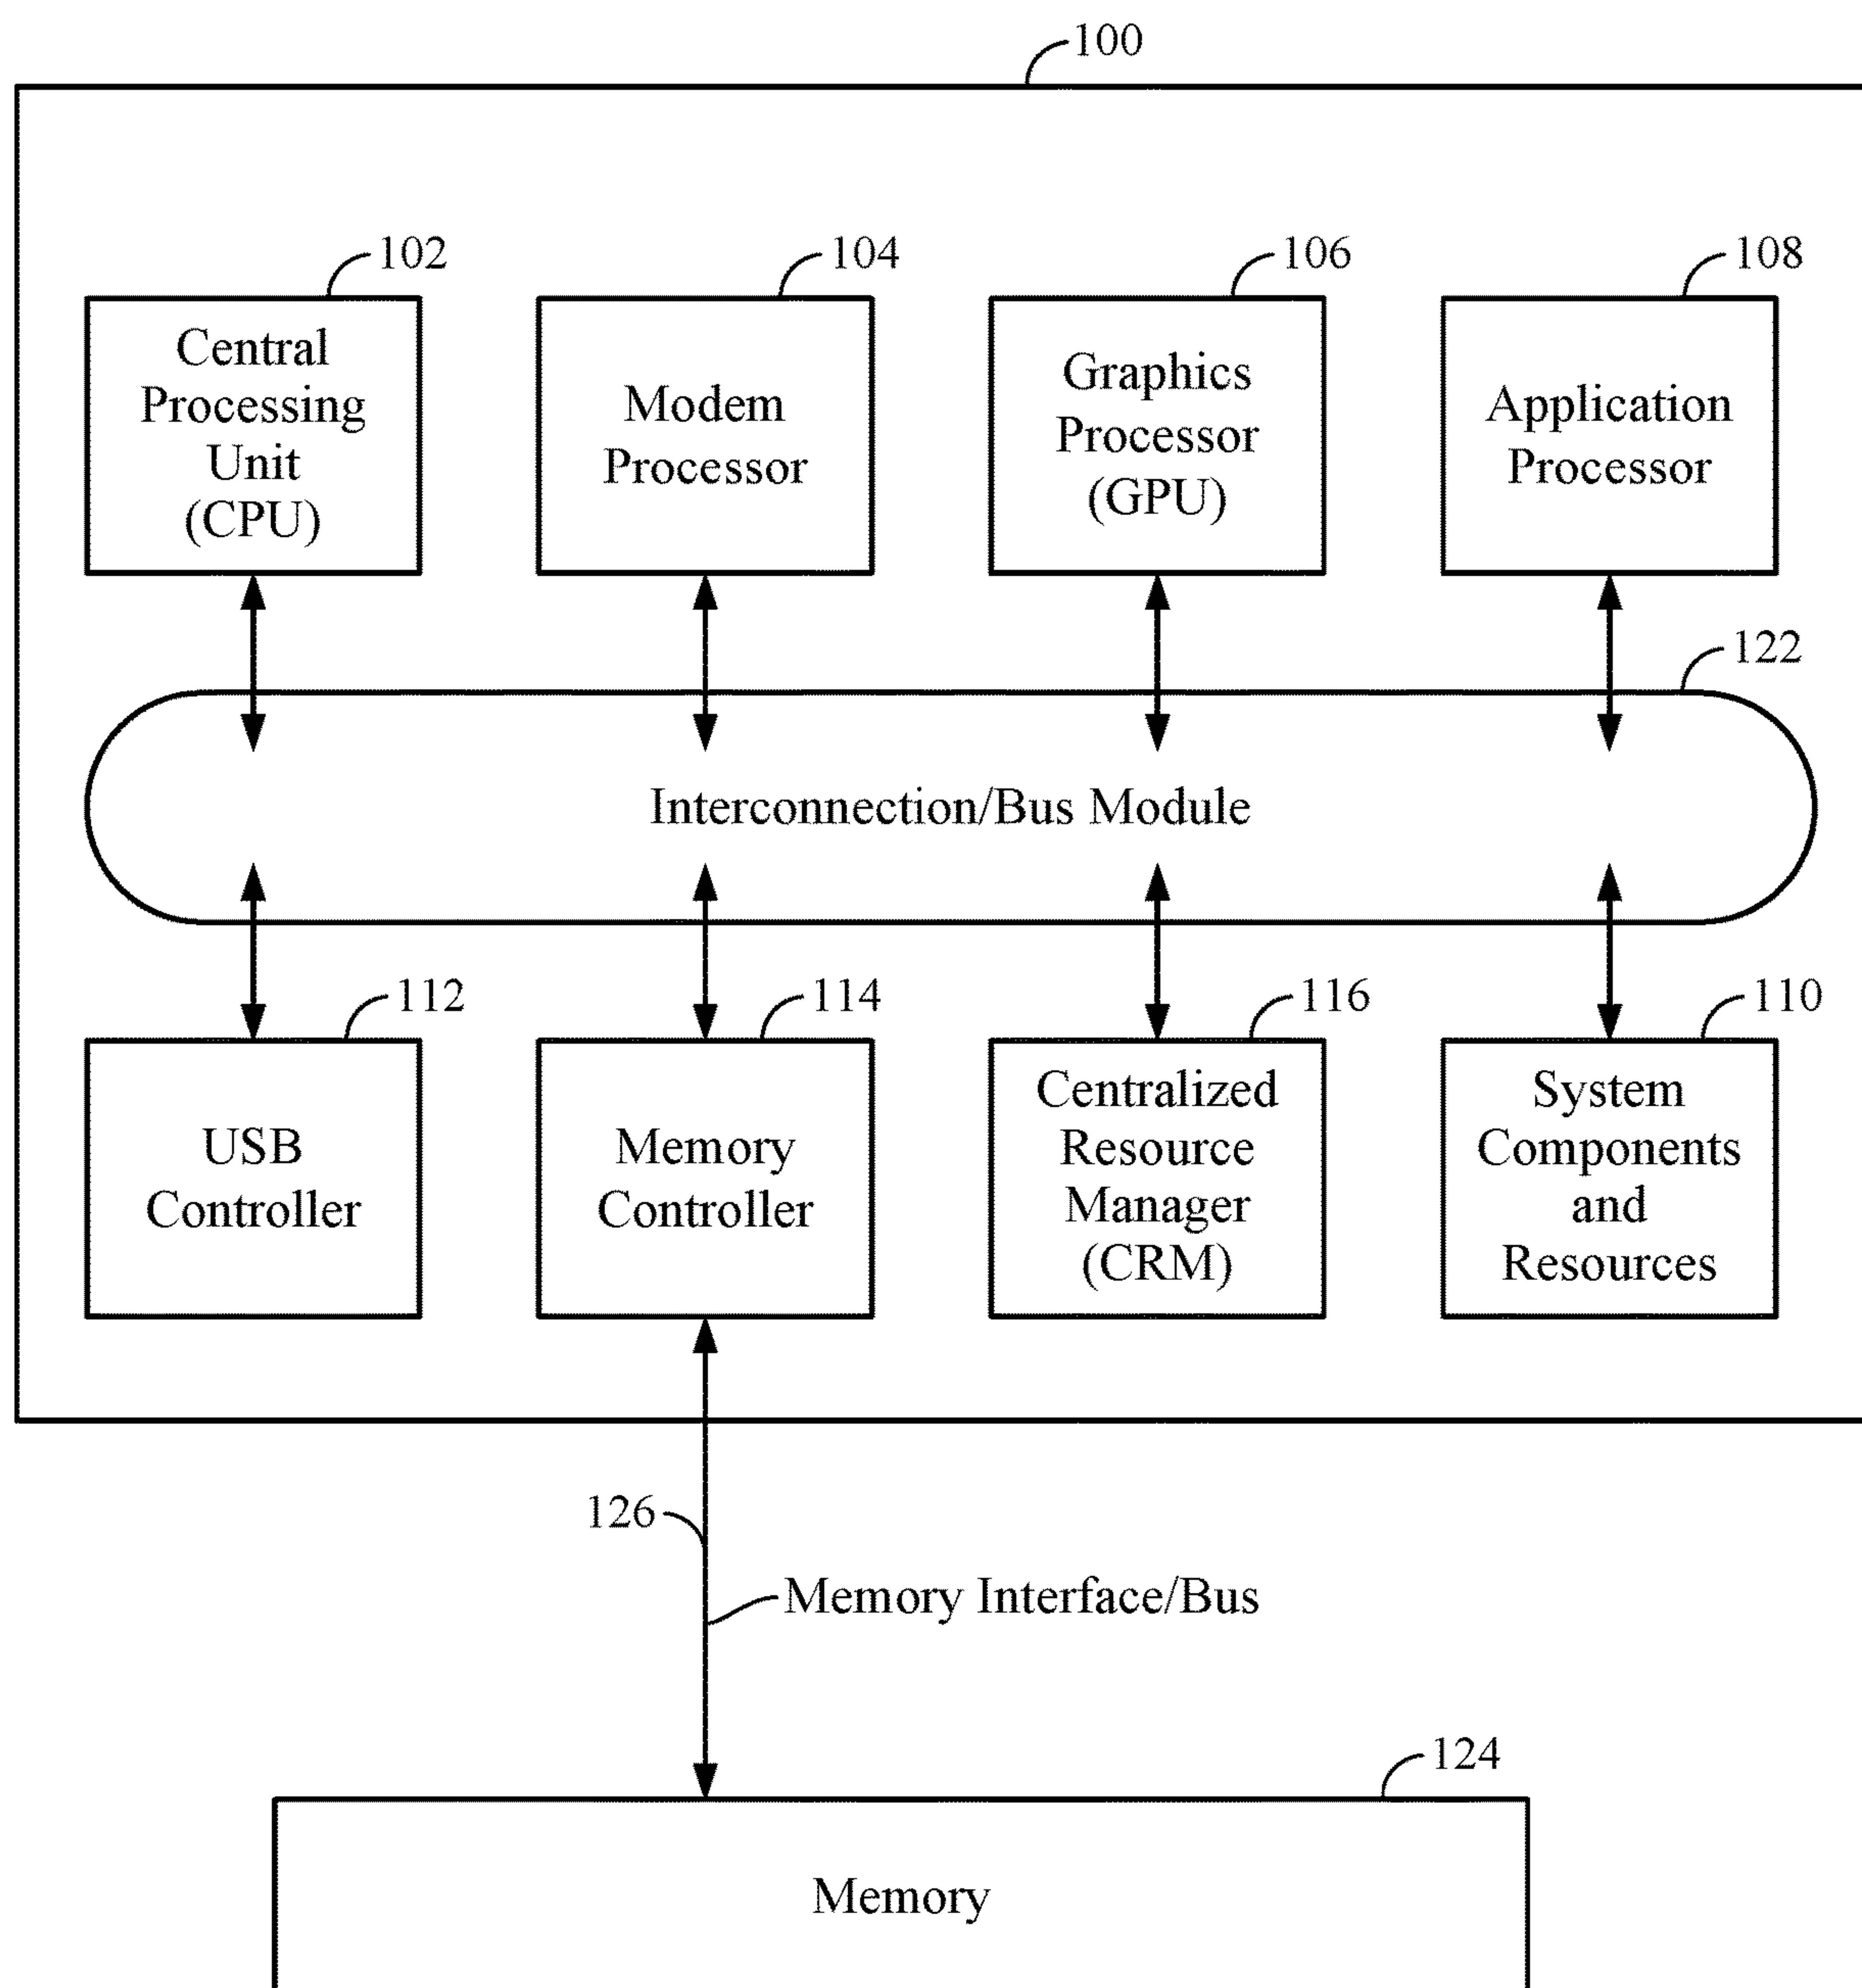 100
102
104
106
108
Central
Processing
Unit
(CPU)
Modem
Processor
Graphics
Processor
(GPU)
Application
Processor
122
Interconnection/Bus Module
112
114
116
110
USB
Controller
Memory
Controller
Centralized
Resource
Manager
(CRM)
System
Components
and
Resources
126
Memory Interface/Bus
124
Memory